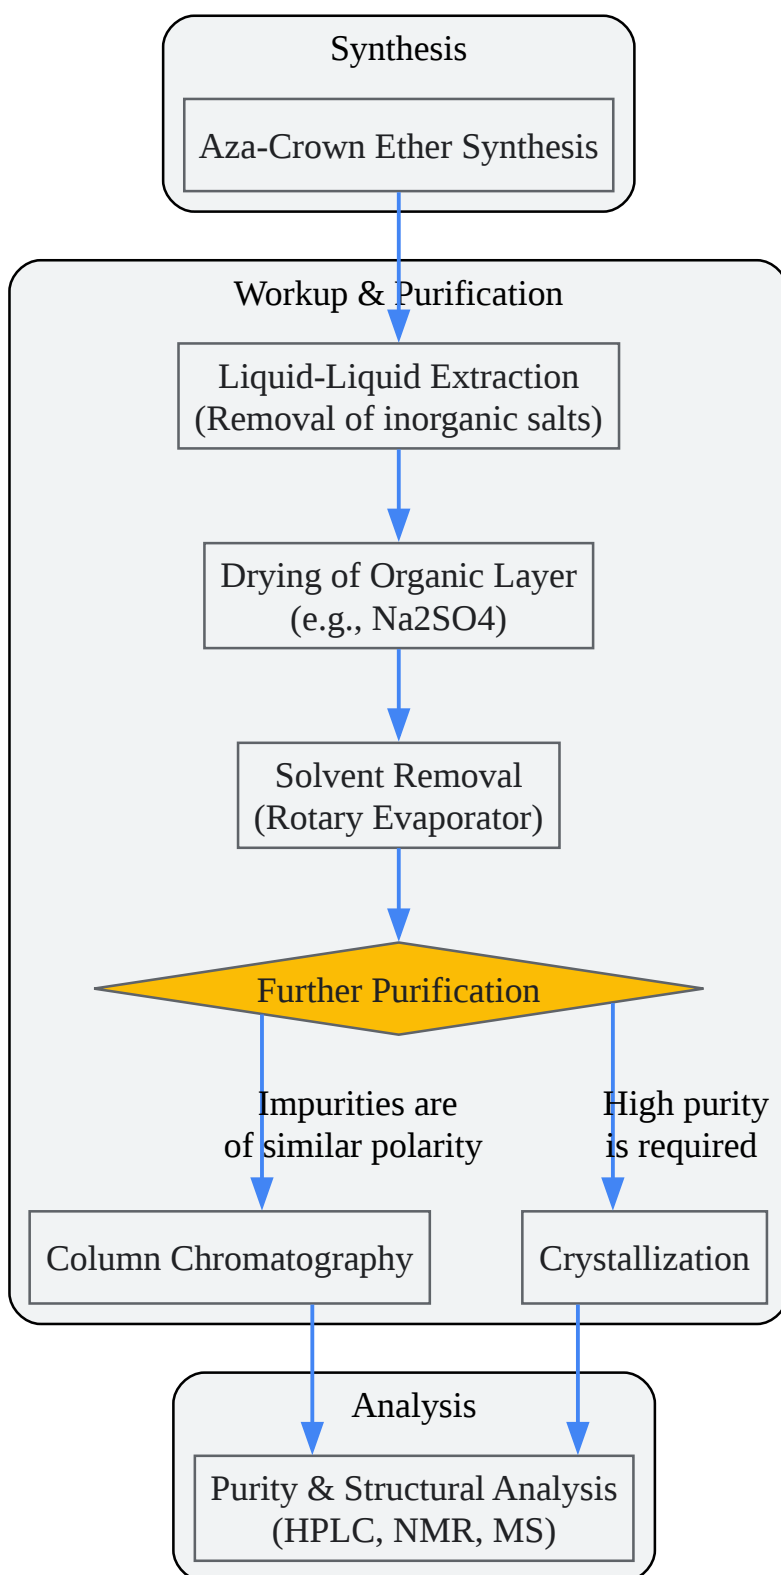 Synthesis
Aza-Crown Ether Synthesis
Workup & Purification
Liquid-Liquid Extraction
(Removal of inorganic salts)
Drying of Organic Layer
(e.g., Na2SO4)
Solvent Removal
(Rotary Evaporator)
Further Purification
Impurities are
of similar polarity
High purity
is required
Column Chromatography
Crystallization
Analysis
Purity & Structural Analysis
(HPLC, NMR, MS)